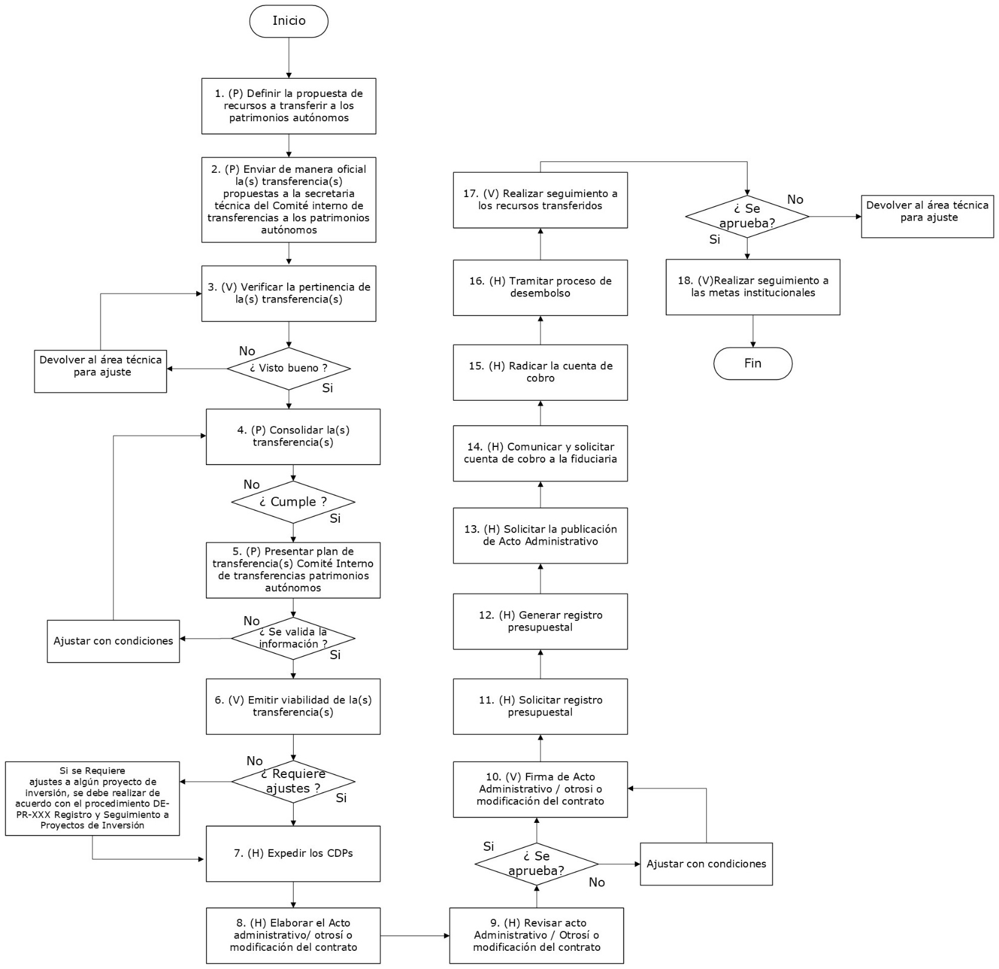 Inicio
1. (P) Definir la propuesta de
recursos a transferir a los
patrimonios autónomos
2. (P) Enviar de manera oficial
la(s) transferencia(s)
propuestas a la secretaria
técnica del Comité interno de
transferencias a los patrimonios
autónomos
3. (V) Verificar la pertinencia de
la(s) transferencia(s)
No
¿ Visto bueno ?
Si
Devolver al área técnica
para ajuste
4. (P) Consolidar la(s)
transferencia(s)
No
¿ Cumple ?
Si
5. (P) Presentar plan de
transferencia(s) Comité Interno
de transferencias patrimonios
autónomos
No
¿ Se valida la
información ?
Si
Ajustar con condiciones
6. (V) Emitir viabilidad de la(s)
transferencia(s)
No
¿ Requiere
ajustes ?
Si
Si se Requiere
ajustes a algún proyecto de
inversión, se debe realizar de
acuerdo con el procedimiento DE-
PR-XXX Registro y Seguimiento a
Proyectos de Inversión
7. (H) Expedir los CDPs
8. (H) Elaborar el Acto
administrativo/ otrosí o
modificación del contrato
9. (H) Revisar acto
Administrativo / Otrosí o
modificación del contrato
Si
¿ Se
aprueba?
No
Ajustar con condiciones
10. (V) Firma de Acto
Administrativo / otrosi o
modificación del contrato
11. (H) Solicitar registro
presupuestal
12. (H) Generar registro
presupuestal
13. (H) Solicitar la publicación
de Acto Administrativo
14. (H) Comunicar y solicitar
cuenta de cobro a la fiduciaria
15. (H) Radicar la cuenta de
cobro
16. (H) Tramitar proceso de
desembolso
17. (V) Realizar seguimiento a
los recursos transferidos
No
¿ Se
aprueba?
Si
Devolver al área técnica
para ajuste
18. (V)Realizar seguimiento a
las metas institucionales
Fin